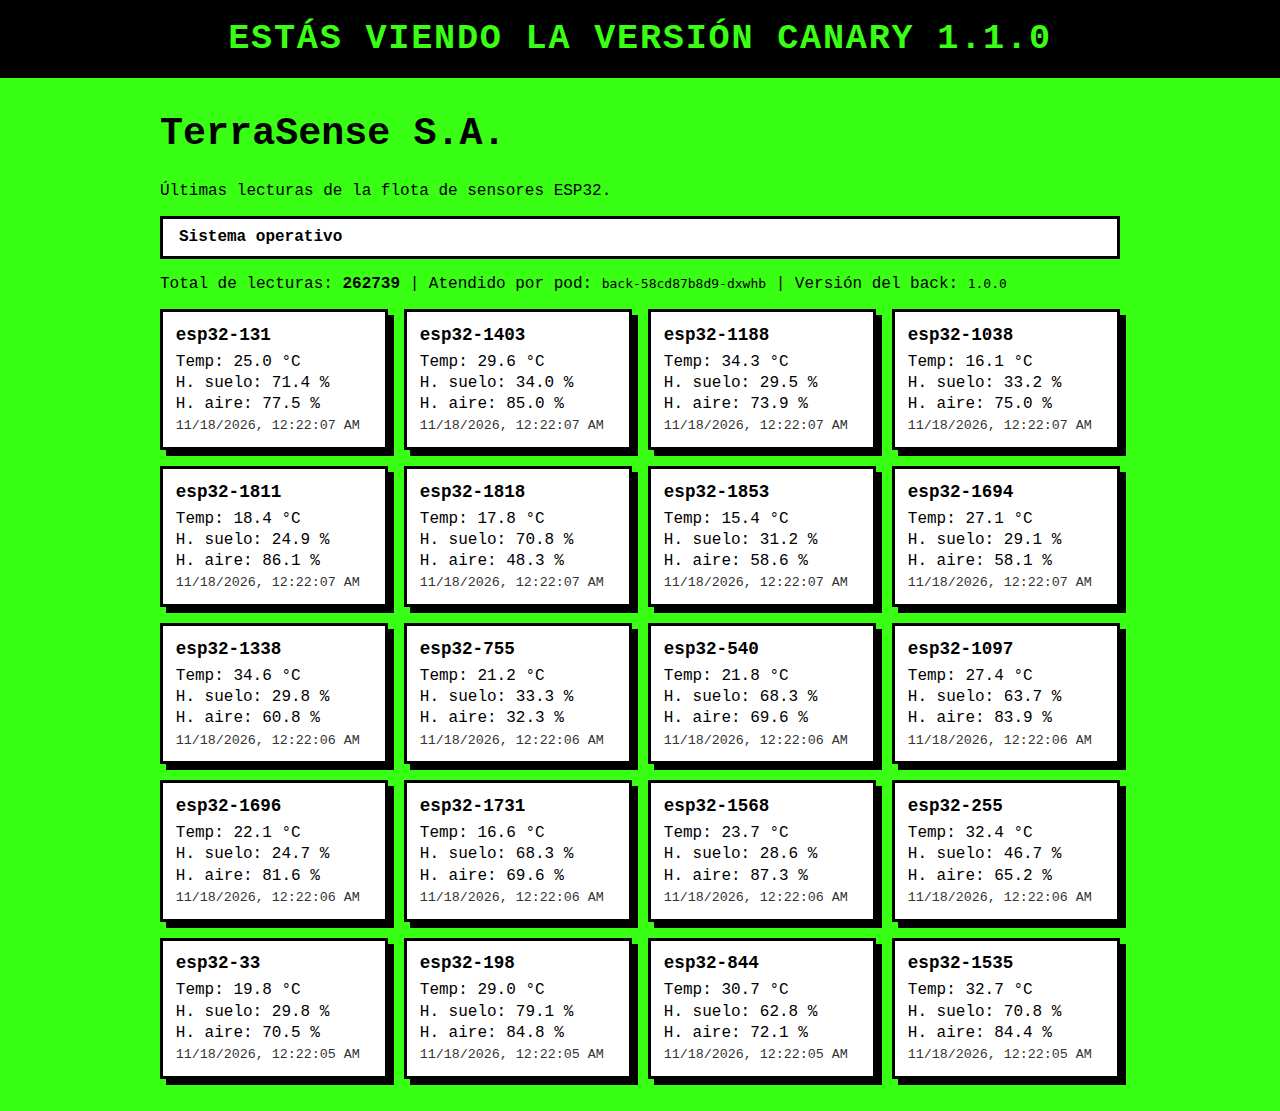 ESTÁS VIENDO LA VERSIÓN CANARY 1.1.0
TerraSense S.A.
Últimas lecturas de la flota de sensores ESP32.
Sistema operativo
Total de lecturas: 262739 | Atendido por pod: back-58cd87b8d9-dxwhb | Versión del back: 1.0.0
esp32-131
Temp: 25.0 °C
H. suelo: 71.4 %
H. aire: 77.5 %
11/18/2026, 12:22:07 AM
esp32-1403
Temp: 29.6 °C
H. suelo: 34.0 %
H. aire: 85.0 %
11/18/2026, 12:22:07 AM
esp32-1188
Temp: 34.3 °C
H. suelo: 29.5 %
H. aire: 73.9 %
11/18/2026, 12:22:07 AM
esp32-1038
Temp: 16.1 °C
H. suelo: 33.2 %
H. aire: 75.0 %
11/18/2026, 12:22:07 AM
esp32-1811
Temp: 18.4 °C
H. suelo: 24.9 %
H. aire: 86.1 %
11/18/2026, 12:22:07 AM
esp32-1818
Temp: 17.8 °C
H. suelo: 70.8 %
H. aire: 48.3 %
11/18/2026, 12:22:07 AM
esp32-1853
Temp: 15.4 °C
H. suelo: 31.2 %
H. aire: 58.6 %
11/18/2026, 12:22:07 AM
esp32-1694
Temp: 27.1 °C
H. suelo: 29.1 %
H. aire: 58.1 %
11/18/2026, 12:22:07 AM
esp32-1338
Temp: 34.6 °C
H. suelo: 29.8 %
H. aire: 60.8 %
11/18/2026, 12:22:06 AM
esp32-755
Temp: 21.2 °C
H. suelo: 33.3 %
H. aire: 32.3 %
11/18/2026, 12:22:06 AM
esp32-540
Temp: 21.8 °C
H. suelo: 68.3 %
H. aire: 69.6 %
11/18/2026, 12:22:06 AM
esp32-1097
Temp: 27.4 °C
H. suelo: 63.7 %
H. aire: 83.9 %
11/18/2026, 12:22:06 AM
esp32-1696
Temp: 22.1 °C
H. suelo: 24.7 %
H. aire: 81.6 %
11/18/2026, 12:22:06 AM
esp32-1731
Temp: 16.6 °C
H. suelo: 68.3 %
H. aire: 69.6 %
11/18/2026, 12:22:06 AM
esp32-1568
Temp: 23.7 °C
H. suelo: 28.6 %
H. aire: 87.3 %
11/18/2026, 12:22:06 AM
esp32-255
Temp: 32.4 °C
H. suelo: 46.7 %
H. aire: 65.2 %
11/18/2026, 12:22:06 AM
esp32-33
Temp: 19.8 °C
H. suelo: 29.8 %
H. aire: 70.5 %
11/18/2026, 12:22:05 AM
esp32-198
Temp: 29.0 °C
H. suelo: 79.1 %
H. aire: 84.8 %
11/18/2026, 12:22:05 AM
esp32-844
Temp: 30.7 °C
H. suelo: 62.8 %
H. aire: 72.1 %
11/18/2026, 12:22:05 AM
esp32-1535
Temp: 32.7 °C
H. suelo: 70.8 %
H. aire: 84.4 %
11/18/2026, 12:22:05 AM